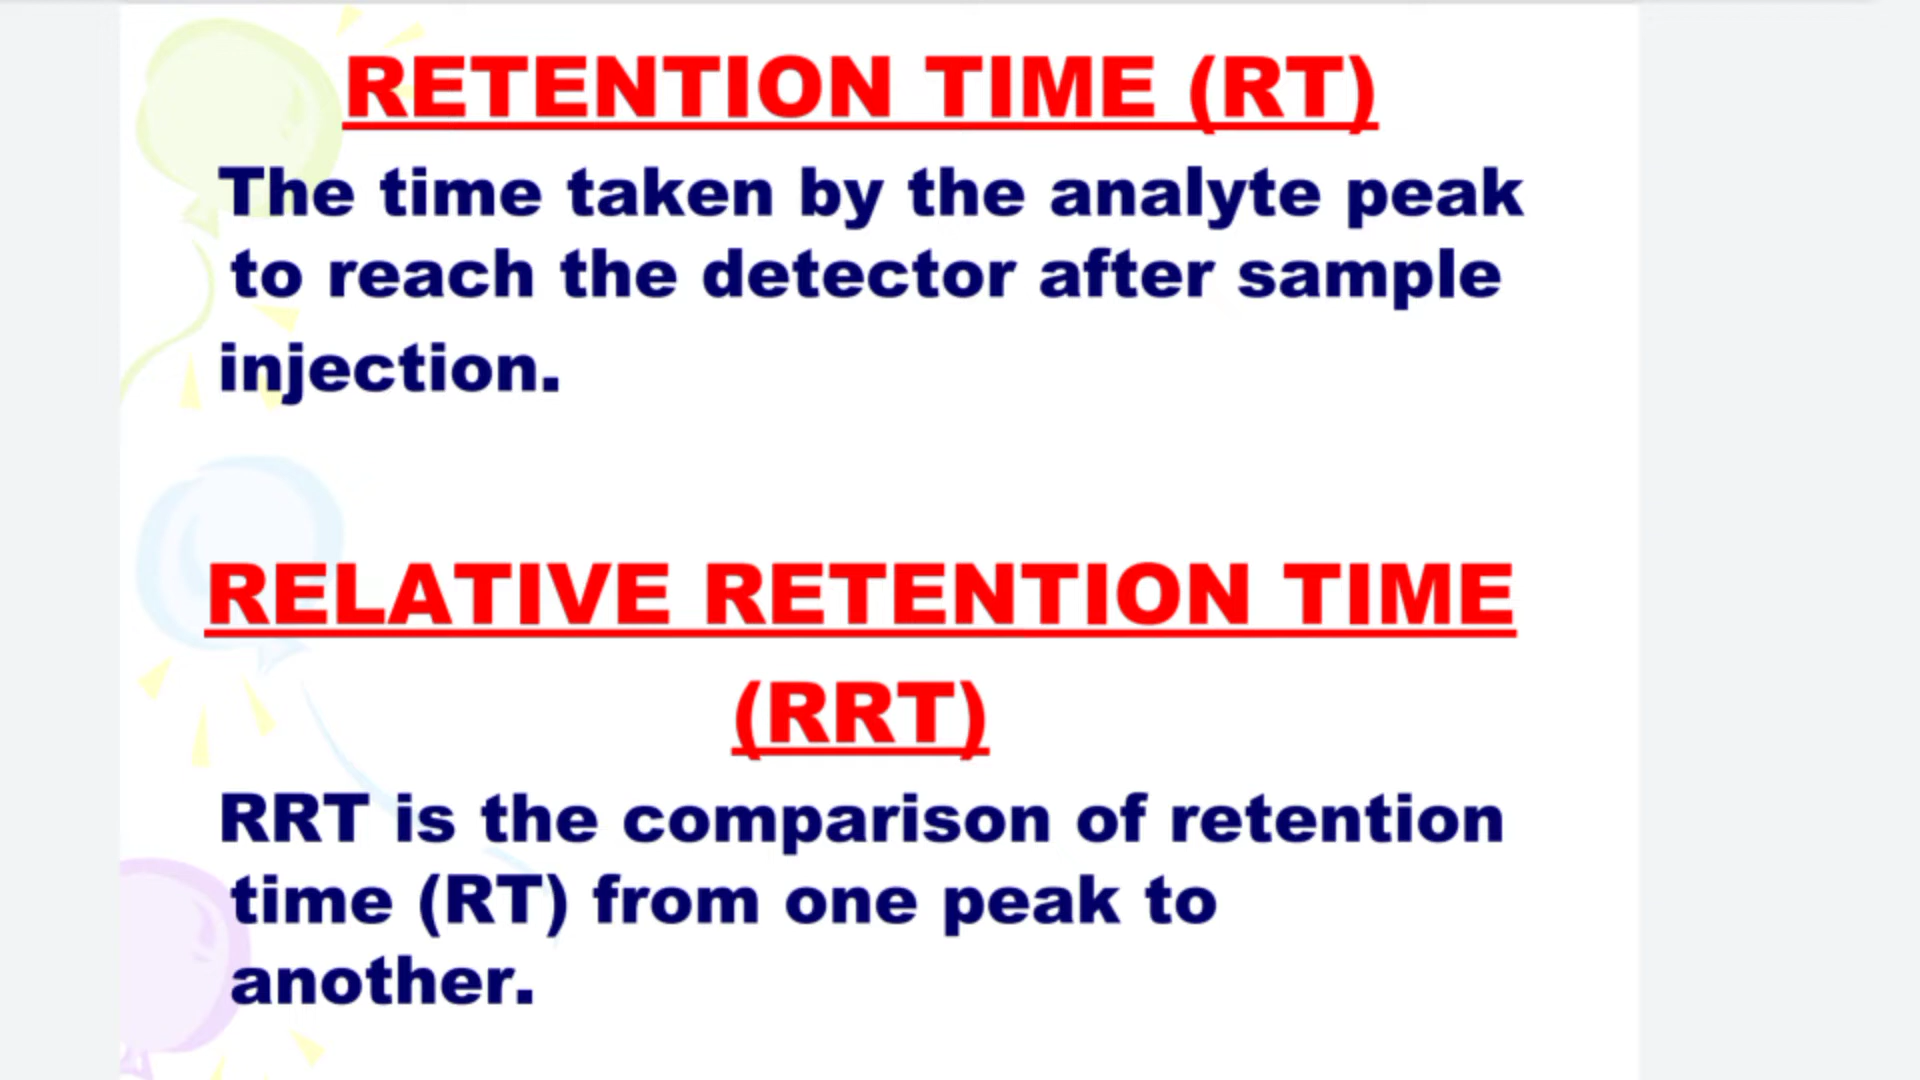 RETENTION TIME (RT)
The time taken by the analyte peak
to reach the detector after sample
injection.
RELATIVE RETENTION TIME
(RRT)
RRT is the comparison of retention
time (RT) from one peak to
another.